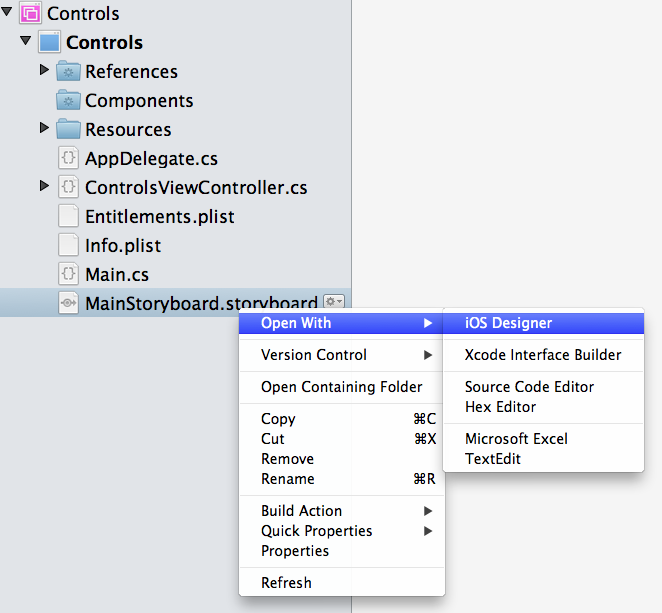 Controls
Controls
References
Components
Resources
AppDelegate.cs
ControlsViewController.cs
Entitlements.plist
Info.plist
Main.cs
MainStoryboard.storyboard
Open With
Version Control
Open Containing Folder
Copy ⌘C
Cut ⌘X
Remove
Rename ⌘R
Build Action
Quick Properties
Properties
Refresh
iOS Designer
Xcode Interface Builder
Source Code Editor
Hex Editor
Microsoft Excel
TextEdit